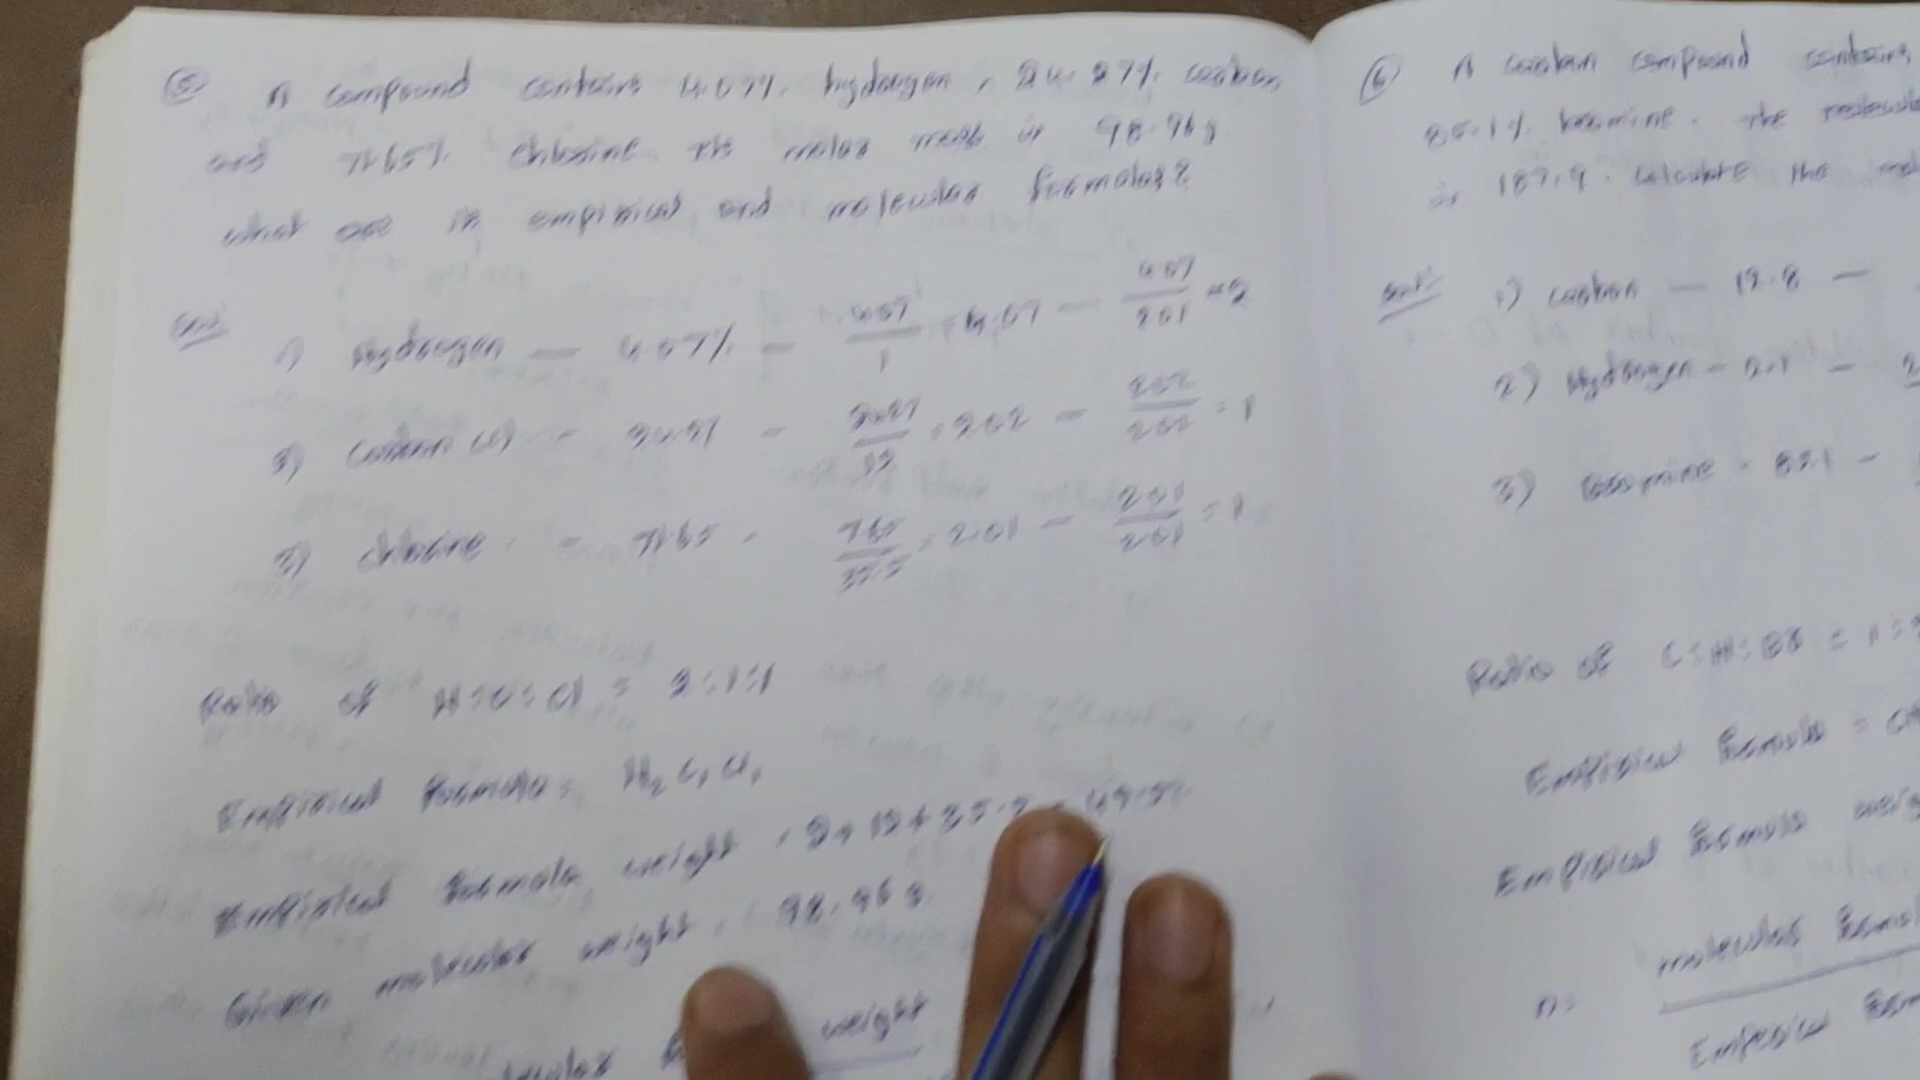 5 A compound contains 4.07% hydrogen, 24.27% carbon
and 71.65% chlorine its molar mass is 98.96g
what are its empirical and molecular formulas?
Sol: 1) Hydrogen — 4.07% — 4.07/1 = 4.07 — 4.07/2.01 = 2
2) Carbon (C) — 24.27 — 24.27/12 = 2.02 — 2.02/2.02 = 1
3) chlorine — 71.65 — 35.5 = 2.01 — 2.01/2.01 = 1
Ratio of H:C:Cl = 2:1:1
Empirical formula = H₂C₁Cl₁
Empirical formula weight = 2+12+35.5
Given molecular weight = 98.96g
weight
6 A carbon compound contains
85.1% bromine. The
is 187.9. calculate the
Sol: 1) carbon — 12.8 —
2) Hydrogen — 2.1 —
3) Bromine — 85.1 —
Ratio of C:H:Br = 1:2
Empirical formula =
Empirical formula
n =
molecular
Empirical